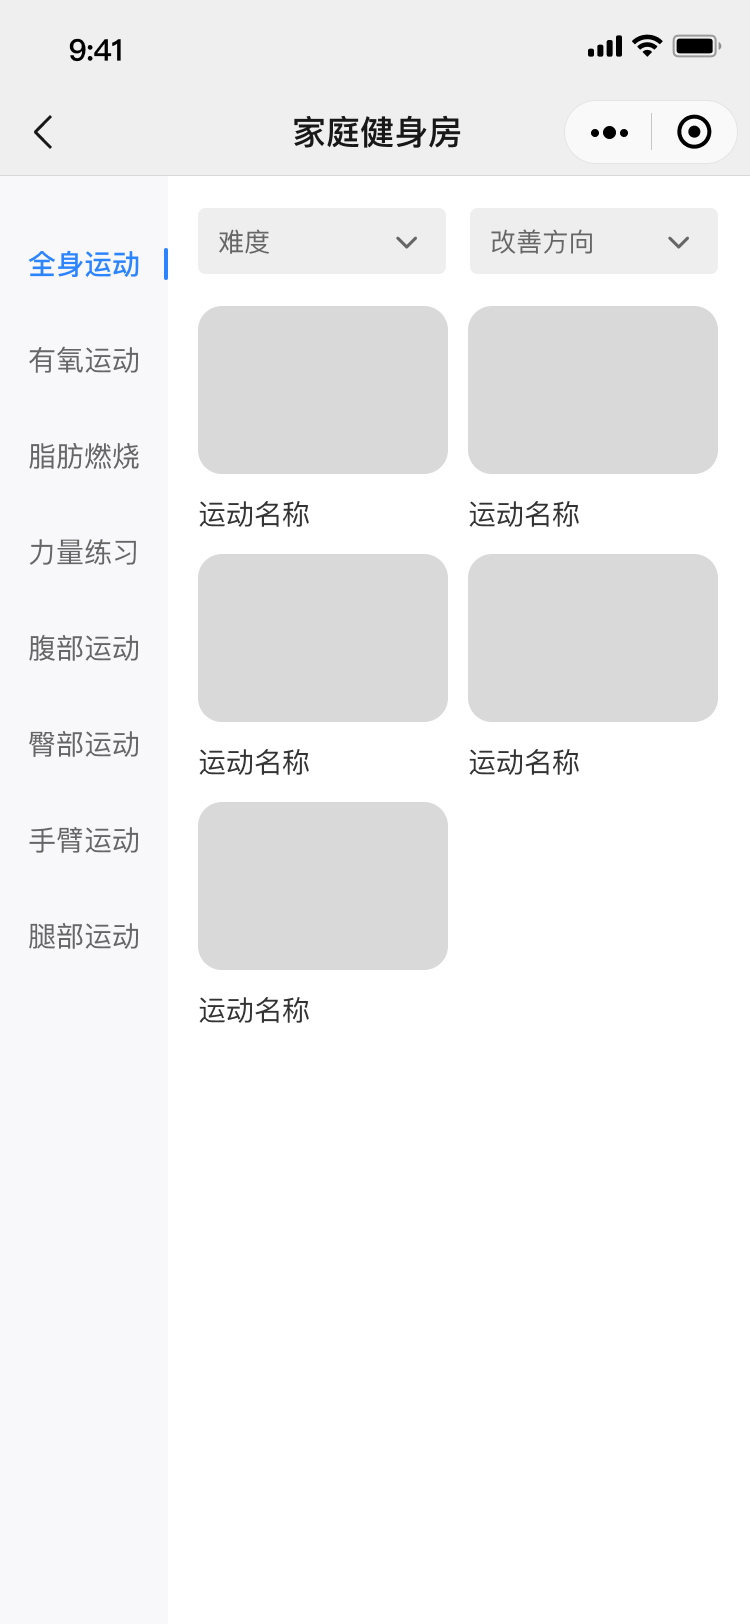 9:41
家庭健身房
全身运动
有氧运动
脂肪燃烧
力量练习
腹部运动
臀部运动
手臂运动
腿部运动
难度
改善方向
运动名称
运动名称
运动名称
运动名称
运动名称